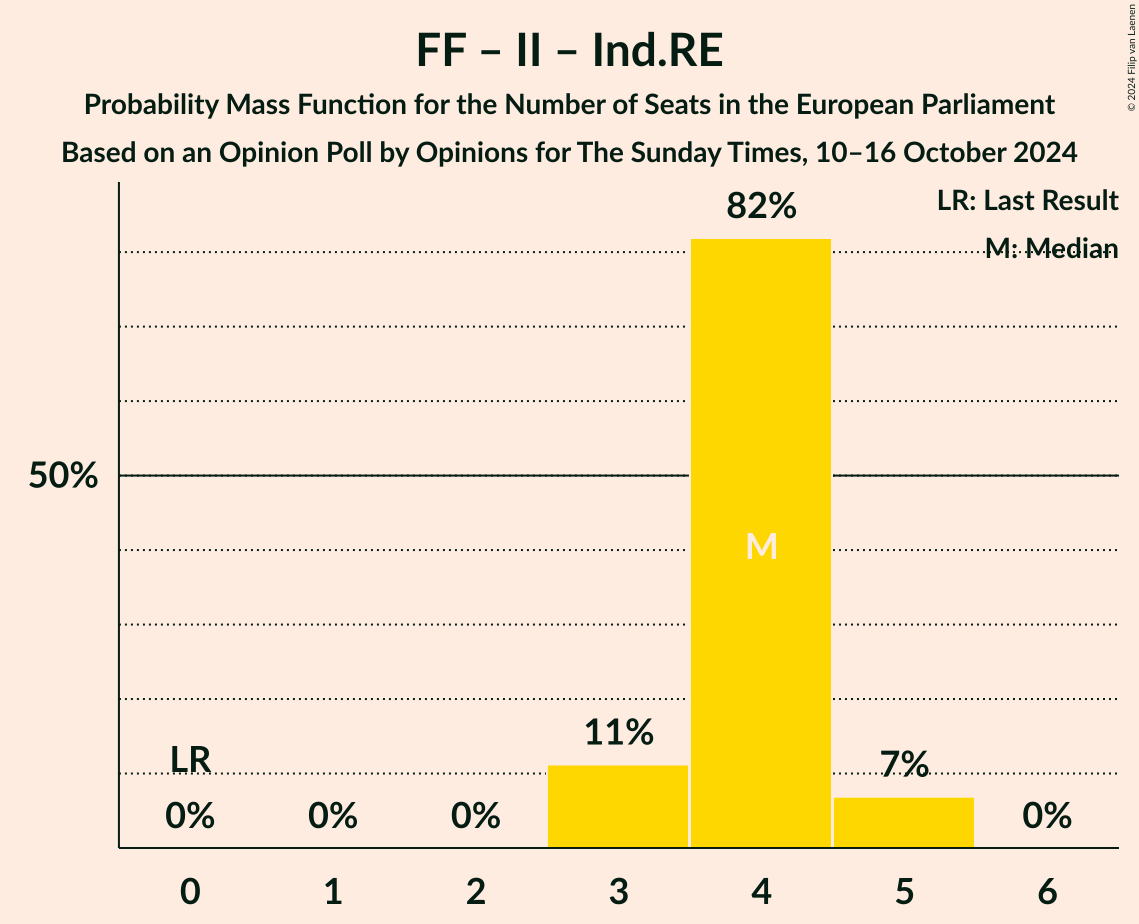 FF – II – Ind.RE
Probability Mass Function for the Number of Seats in the European Parliament
Based on an Opinion Poll by Opinions for The Sunday Times, 10–16 October 2024
© 2024 Filip van Laenen
LR: Last Result
M: Median
82%
50%
M
11%
LR
7%
0%
0%
0%
0%
0
1
2
3
4
5
6